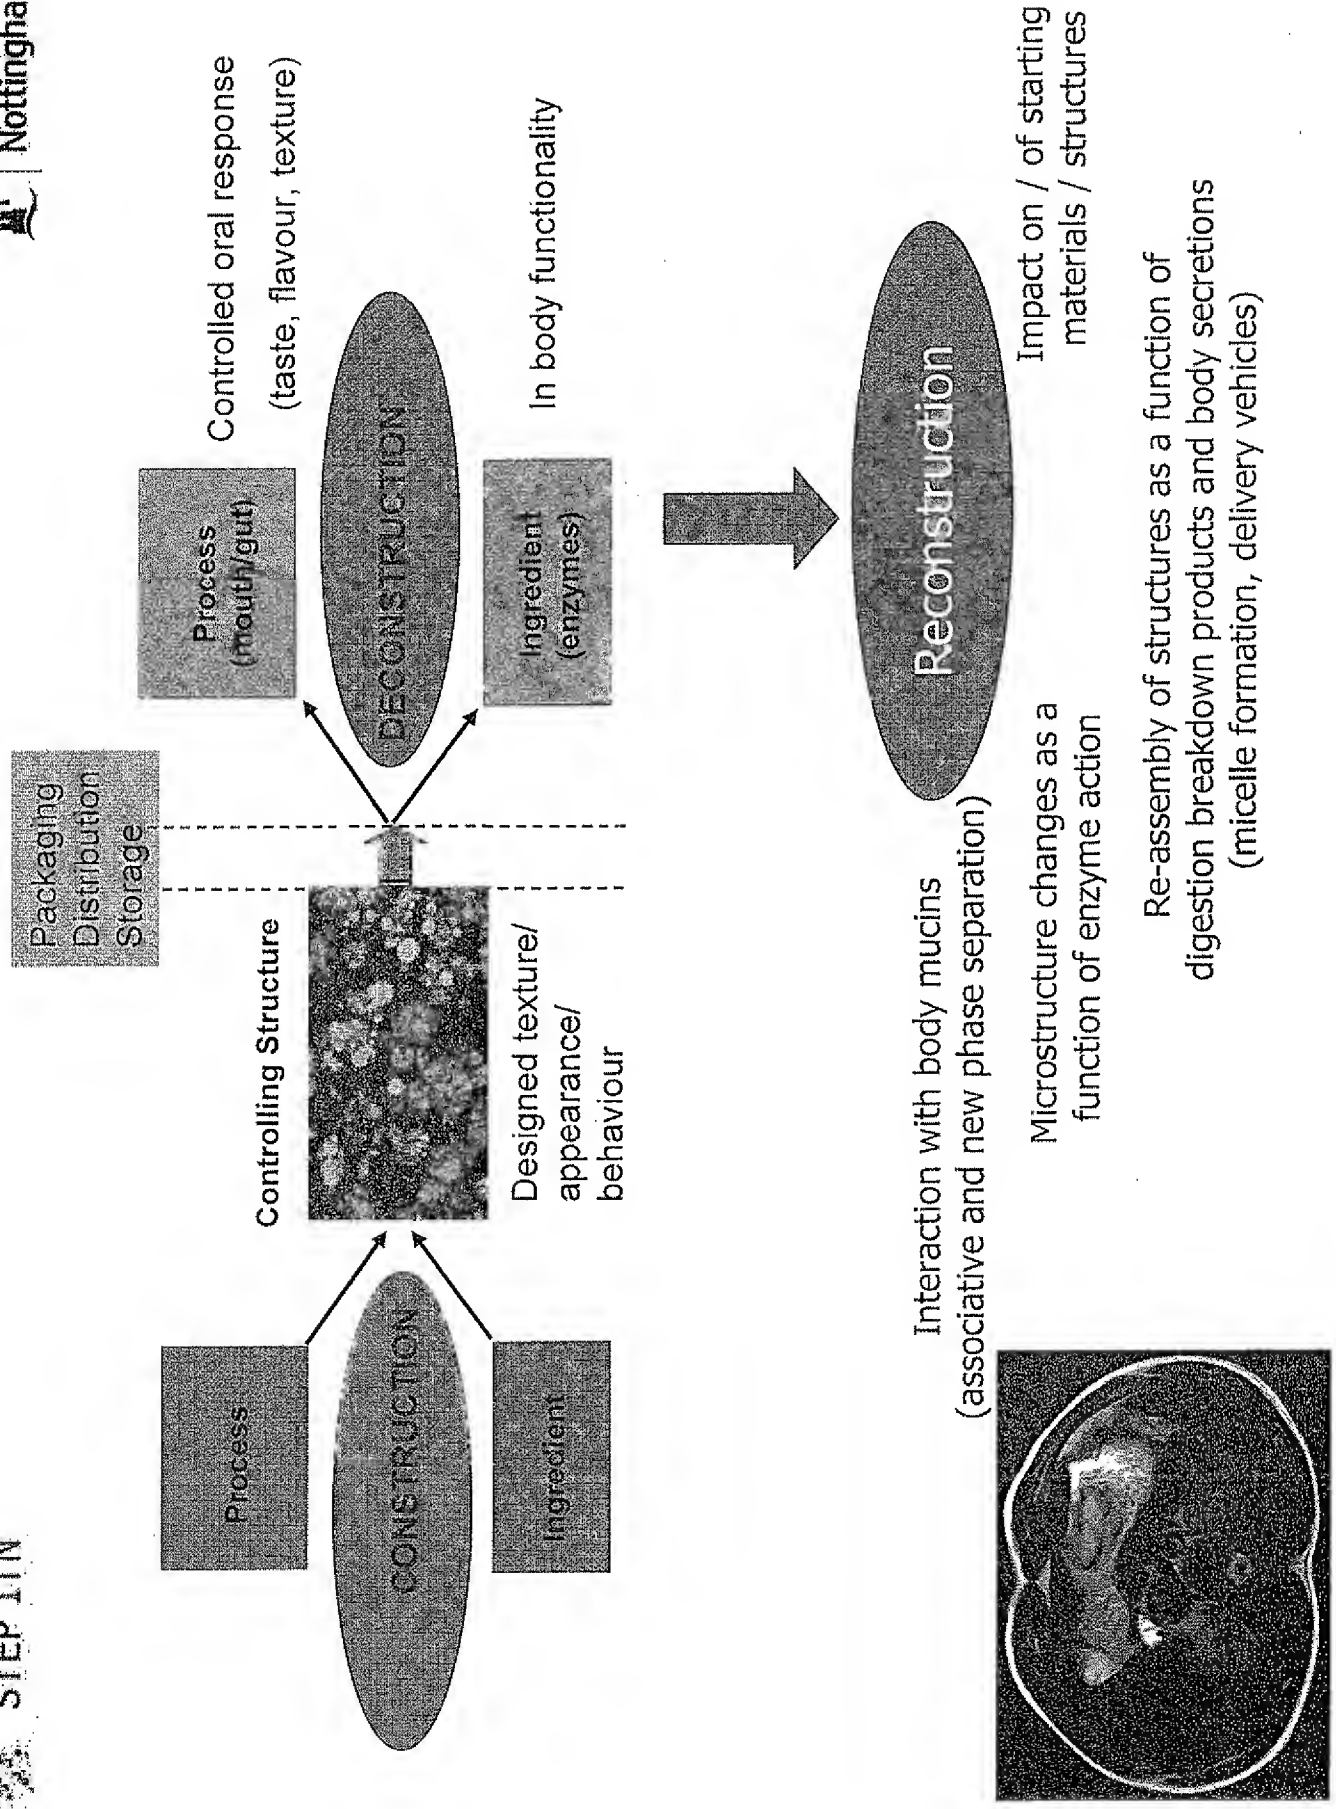 STEP IIN
Nottingha
Packaging
Distribution
Storage
Process
Controlling Structure
Process
(mouth/gut)
Controlled oral response
(taste, flavour, texture)
CONSTRUCTION
DECONSTRUCTION
Ingredient
Designed texture/
appearance/
behaviour
Ingredient
(enzymes)
In body functionality
Reconstruction
Interaction with body mucins
(associative and new phase separation)
Microstructure changes as a
function of enzyme action
Impact on / of starting
materials / structures
Re-assembly of structures as a function of
digestion breakdown products and body secretions
(micelle formation, delivery vehicles)